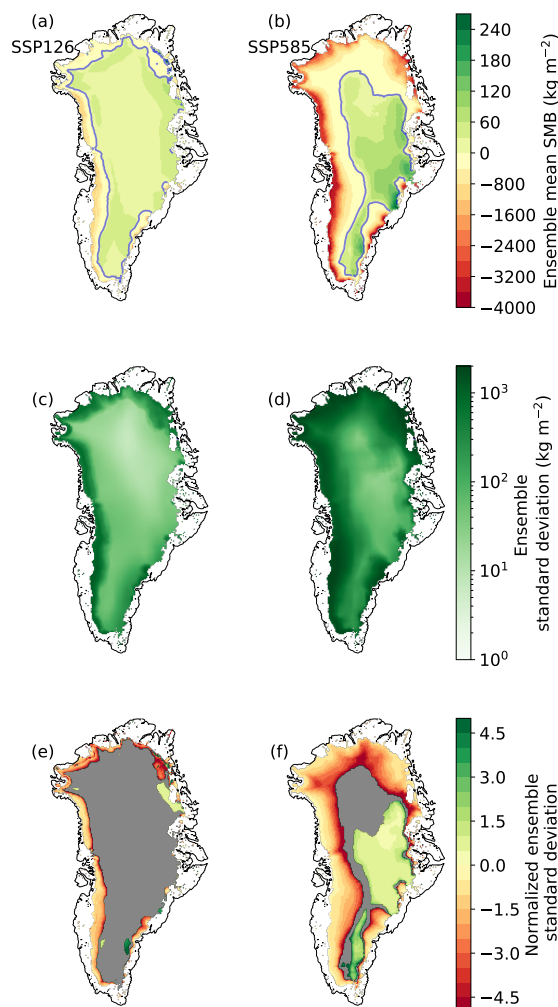 (a)
SSP126
(b)
SSP585
240
180
120
60
0
−800
−1600
−2400
−3200
−4000
Ensemble mean SMB (kg m⁻²)
(c)
(d)
10³
10²
10¹
10⁰
Ensemble
standard deviation (kg m⁻²)
(e)
(f)
4.5
3.0
1.5
0.0
−1.5
−3.0
−4.5
Normalized ensemble
standard deviation